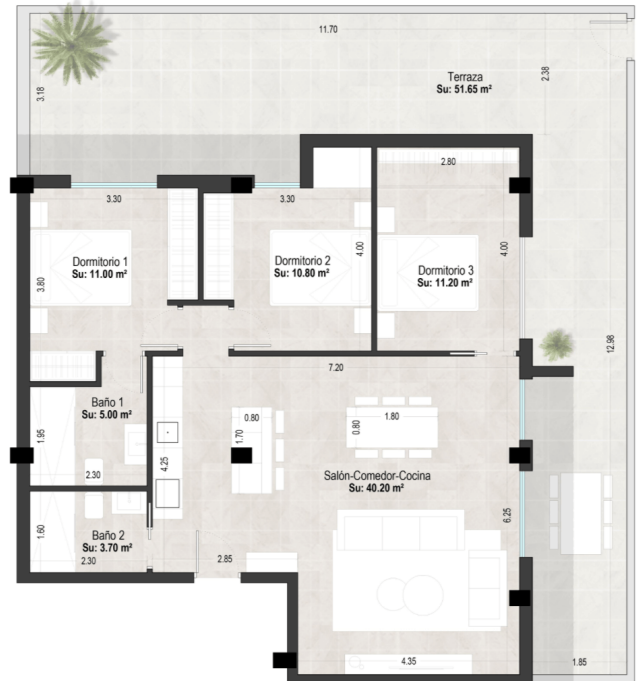 11.70
Terraza
Su: 51.65 m²
2.38
3.18
2.80
3.30
3.30
Dormitorio 1
Su: 11.00 m²
3.80
Dormitorio 2
Su: 10.80 m²
4.00
Dormitorio 3
Su: 11.20 m²
4.00
12.98
7.20
Baño 1
Su: 5.00 m²
1.95
2.30
4.25
0.80
1.70
1.80
0.80
Salón-Comedor-Cocina
Su: 40.20 m²
6.25
Baño 2
Su: 3.70 m²
1.60
2.30
2.85
4.35
1.85